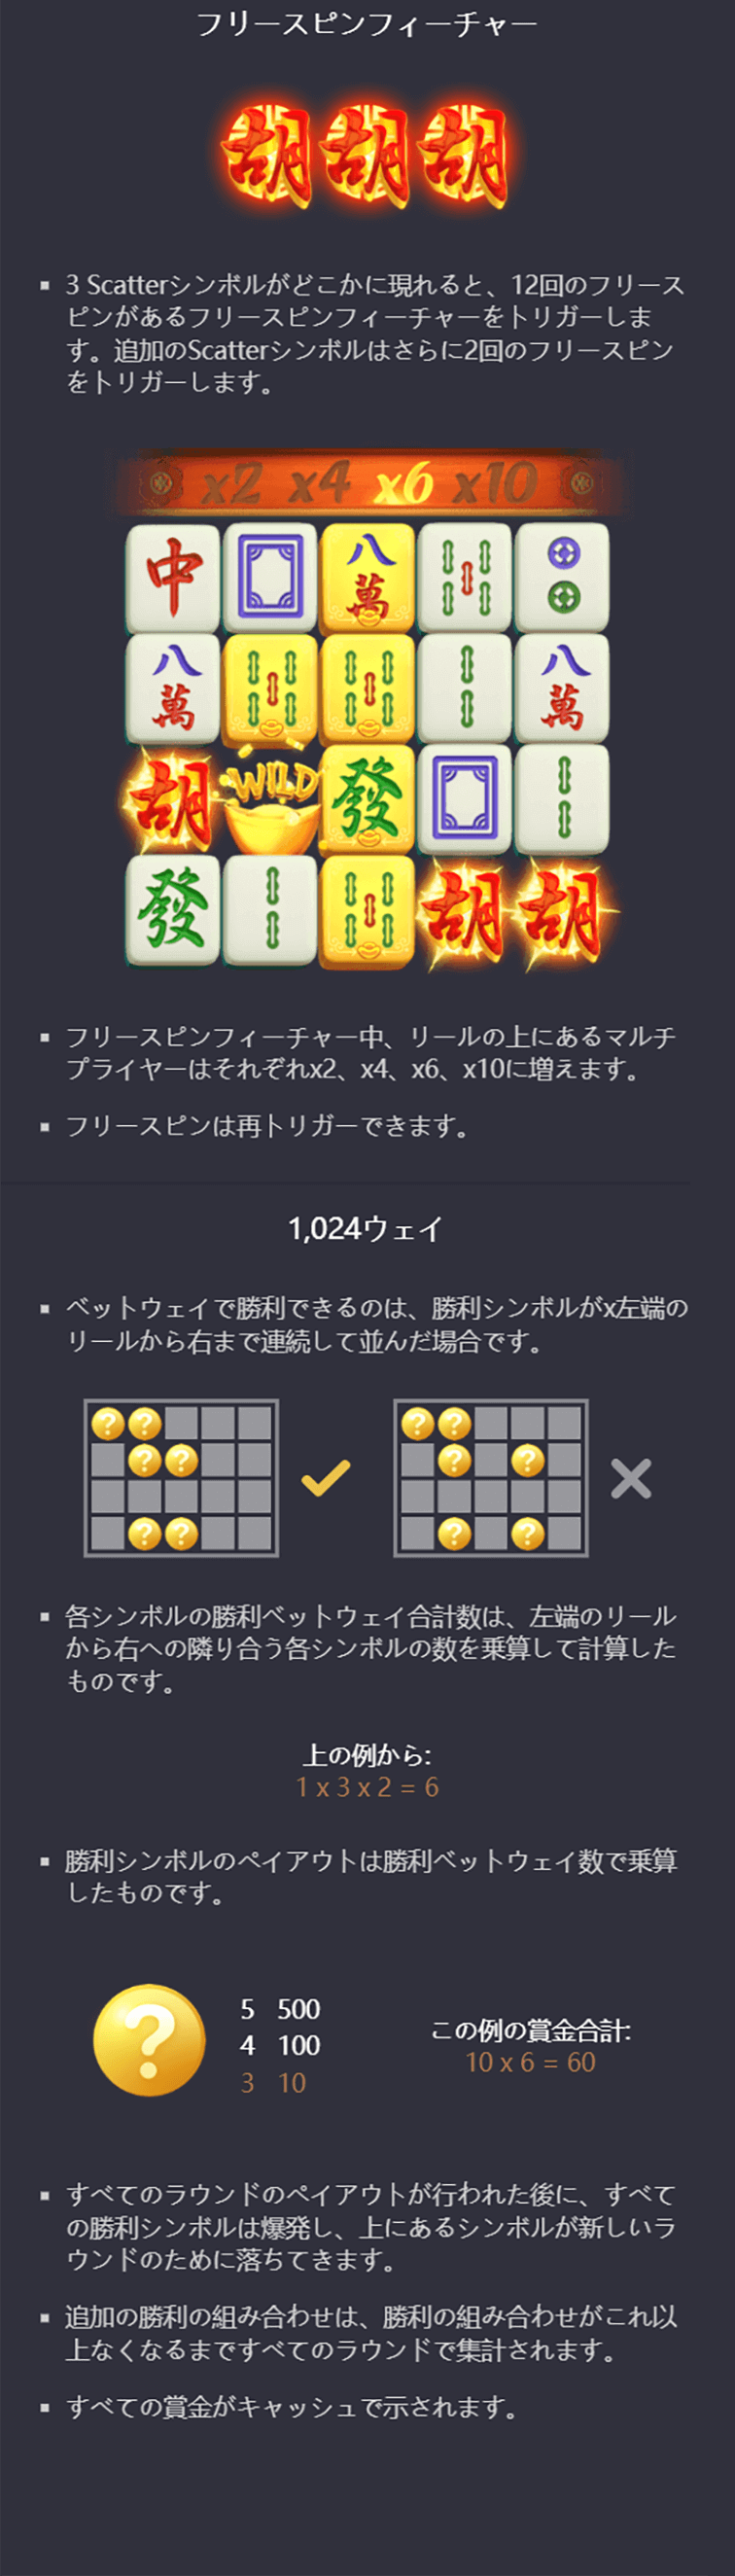 フリースピンフィーチャー
胡胡胡
3 Scatterシンボルがどこかに現れると、12回のフリース
ピンがあるフリースピンフィーチャーをトリガーしま
す。追加のScatterシンボルはさらに2回のフリースピン
をトリガーします。
x2 x4 x6 x10
中 八萬
八萬 八萬
胡 WILD 發
發 胡 胡
フリースピンフィーチャー中、リールの上にあるマルチ
プライヤーはそれぞれx2、x4、x6、x10に増えます。
フリースピンは再トリガーできます。
1,024ウェイ
ベットウェイで勝利できるのは、勝利シンボルがx左端の
リールから右まで連続して並んだ場合です。
? ? ? ?
? ? ? ?
? ? ? ?
各シンボルの勝利ベットウェイ合計数は、左端のリール
から右への隣り合う各シンボルの数を乗算して計算した
ものです。
上の例から:
1 x 3 x 2 = 6
勝利シンボルのペイアウトは勝利ベットウェイ数で乗算
したものです。
?
5 500
4 100
3 10
この例の賞金合計:
10 x 6 = 60
すべてのラウンドのペイアウトが行われた後に、すべて
の勝利シンボルは爆発し、上にあるシンボルが新しいラ
ウンドのために落ちてきます。
追加の勝利の組み合わせは、勝利の組み合わせがこれ以
上なくなるまですべてのラウンドで集計されます。
すべての賞金がキャッシュで示されます。